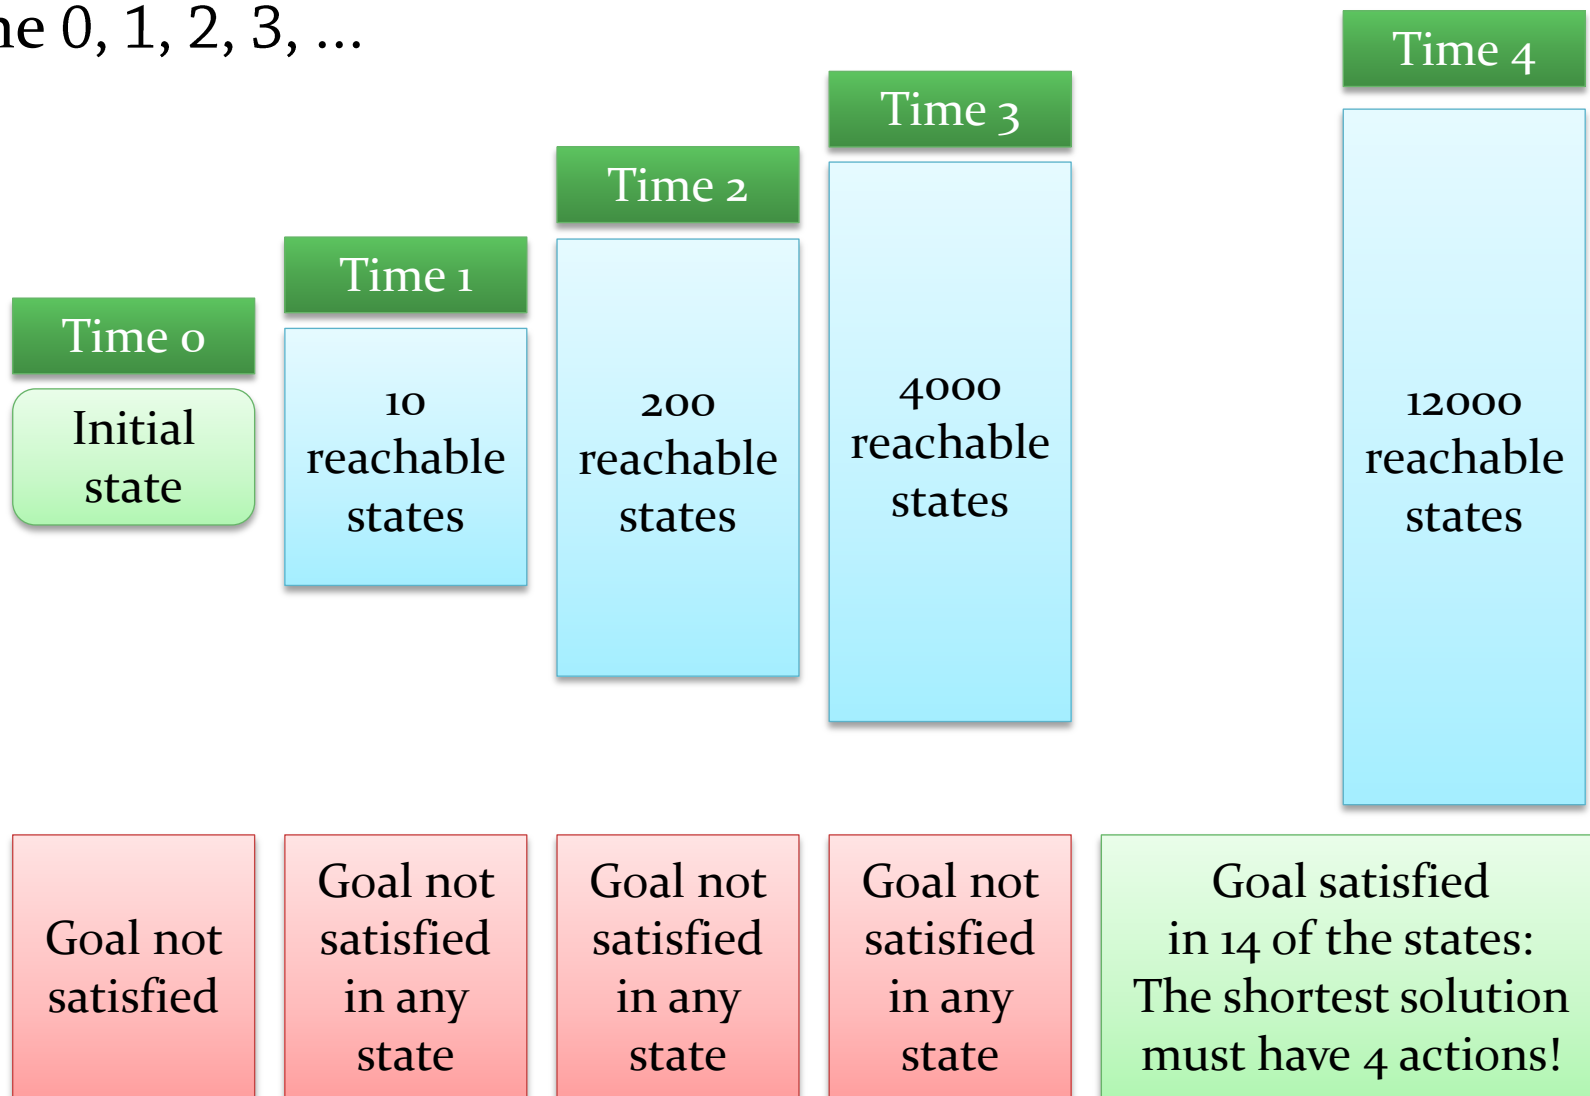 ne 0, 1, 2, 3, ...
Time 0
Initial
state
Time 1
10
reachable
states
Time 2
200
reachable
states
Time 3
4000
reachable
states
Time 4
12000
reachable
states
Goal not
satisfied
Goal not
satisfied
in any
state
Goal not
satisfied
in any
state
Goal not
satisfied
in any
state
Goal satisfied
in 14 of the states:
The shortest solution
must have 4 actions!